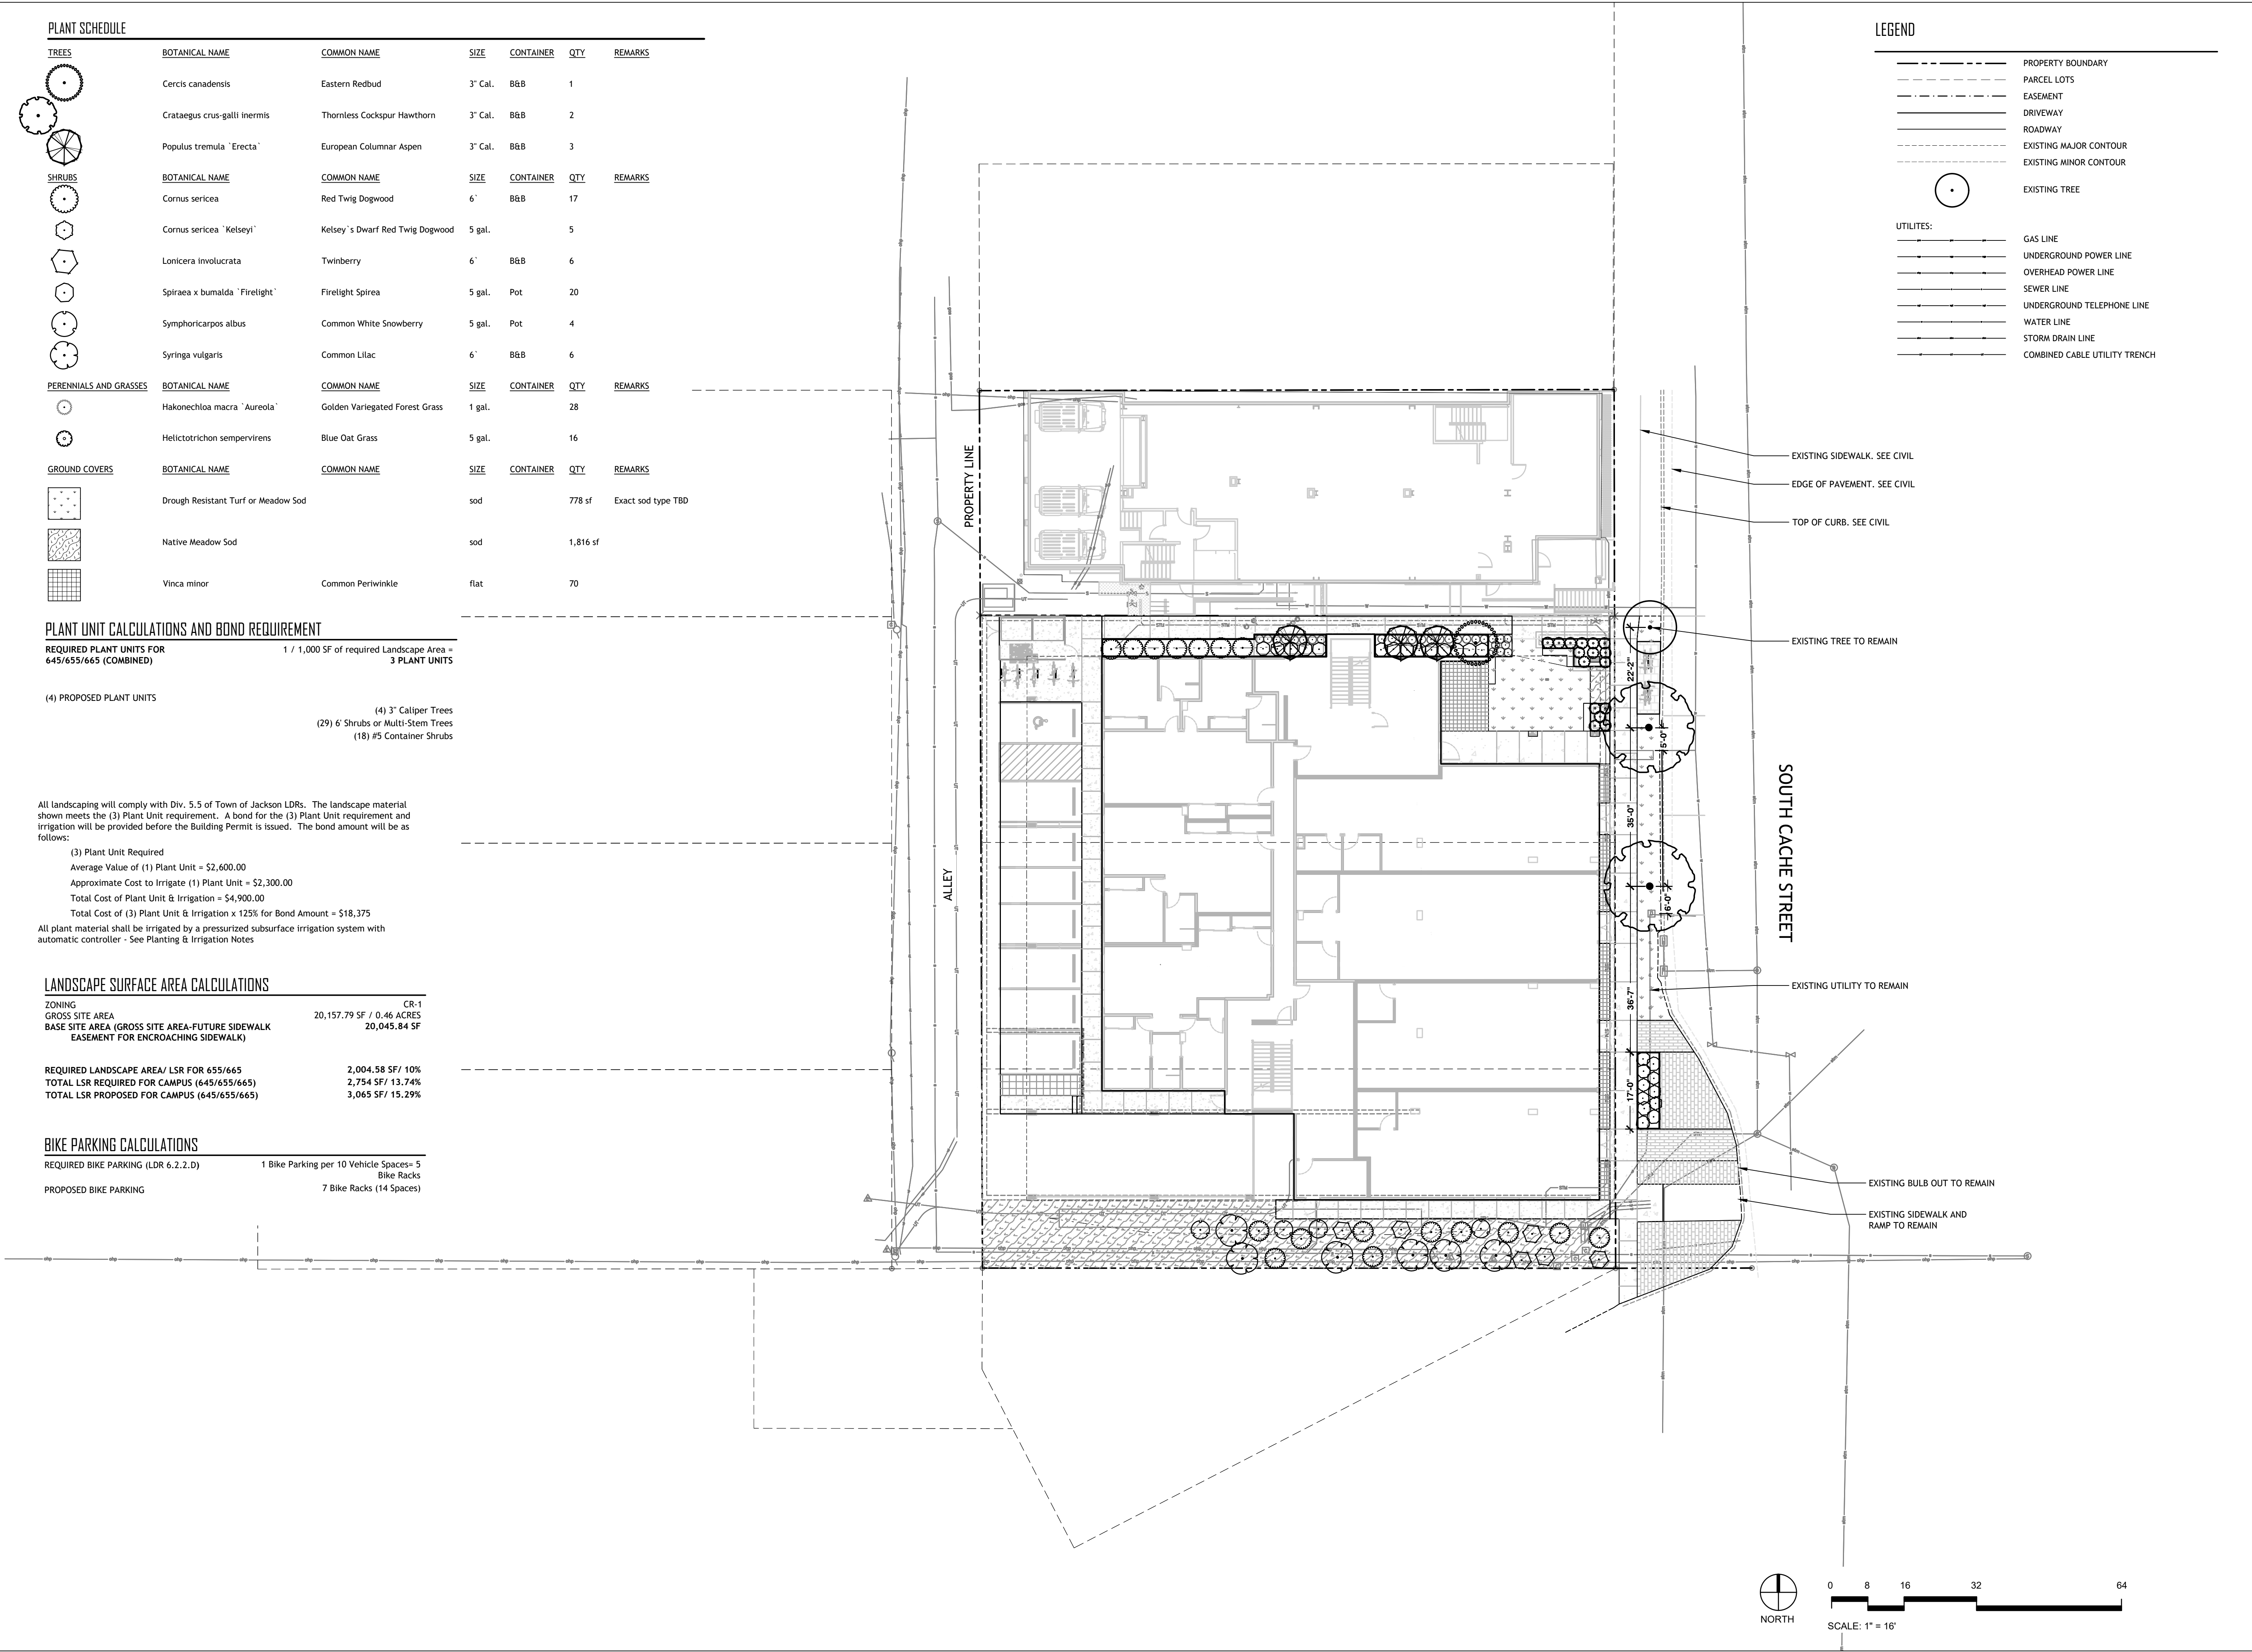 PLANT SCHEDULE
TREES BOTANICAL NAME COMMON NAME SIZE CONTAINER QTY REMARKS
Cercis canadensis Eastern Redbud 3" Cal. B&B 1
Crataegus crus-galli inermis Thornless Cockspur Hawthorn 3" Cal. B&B 2
Populus tremula `Erecta` European Columnar Aspen 3" Cal. B&B 3
SHRUBS BOTANICAL NAME COMMON NAME SIZE CONTAINER QTY REMARKS
Cornus sericea Red Twig Dogwood 6` B&B 17
Cornus sericea `Kelseyi` Kelsey`s Dwarf Red Twig Dogwood 5 gal. 5
Lonicera involucrata Twinberry 6` B&B 6
Spiraea x bumalda `Firelight` Firelight Spirea 5 gal. Pot 20
Symphoricarpos albus Common White Snowberry 5 gal. Pot 4
Syringa vulgaris Common Lilac 6` B&B 6
PERENNIALS AND GRASSES BOTANICAL NAME COMMON NAME SIZE CONTAINER QTY REMARKS
Hakonechloa macra `Aureola` Golden Variegated Forest Grass 1 gal. 28
Helictotrichon sempervirens Blue Oat Grass 5 gal. 16
GROUND COVERS BOTANICAL NAME COMMON NAME SIZE CONTAINER QTY REMARKS
Drough Resistant Turf or Meadow Sod sod 778 sf Exact sod type TBD
Native Meadow Sod sod 1,816 sf
Vinca minor Common Periwinkle flat 70
PLANT UNIT CALCULATIONS AND BOND REQUIREMENT
REQUIRED PLANT UNITS FOR 1 / 1,000 SF of required Landscape Area =
645/655/665 (COMBINED) 3 PLANT UNITS
(4) PROPOSED PLANT UNITS
(4) 3" Caliper Trees
(29) 6' Shrubs or Multi-Stem Trees
(18) #5 Container Shrubs
All landscaping will comply with Div. 5.5 of Town of Jackson LDRs. The landscape material
shown meets the (3) Plant Unit requirement. A bond for the (3) Plant Unit requirement and
irrigation will be provided before the Building Permit is issued. The bond amount will be as
follows:
(3) Plant Unit Required
Average Value of (1) Plant Unit = $2,600.00
Approximate Cost to Irrigate (1) Plant Unit = $2,300.00
Total Cost of Plant Unit & Irrigation = $4,900.00
Total Cost of (3) Plant Unit & Irrigation x 125% for Bond Amount = $18,375
All plant material shall be irrigated by a pressurized subsurface irrigation system with
automatic controller - See Planting & Irrigation Notes
LANDSCAPE SURFACE AREA CALCULATIONS
ZONING CR-1
GROSS SITE AREA 20,157.79 SF / 0.46 ACRES
BASE SITE AREA (GROSS SITE AREA-FUTURE SIDEWALK 20,045.84 SF
EASEMENT FOR ENCROACHING SIDEWALK)
REQUIRED LANDSCAPE AREA/ LSR FOR 655/665 2,004.58 SF/ 10%
TOTAL LSR REQUIRED FOR CAMPUS (645/655/665) 2,754 SF/ 13.74%
TOTAL LSR PROPOSED FOR CAMPUS (645/655/665) 3,065 SF/ 15.29%
BIKE PARKING CALCULATIONS
REQUIRED BIKE PARKING (LDR 6.2.2.D) 1 Bike Parking per 10 Vehicle Spaces= 5
Bike Racks
PROPOSED BIKE PARKING 7 Bike Racks (14 Spaces)
PROPERTY LINE
ALLEY
22'-2"
5'-0"
35'-0"
6'-0"
36'-7"
17'-0"
SOUTH CACHE STREET
EXISTING SIDEWALK. SEE CIVIL
EDGE OF PAVEMENT. SEE CIVIL
TOP OF CURB. SEE CIVIL
EXISTING TREE TO REMAIN
EXISTING UTILITY TO REMAIN
EXISTING BULB OUT TO REMAIN
EXISTING SIDEWALK AND
RAMP TO REMAIN
LEGEND
PROPERTY BOUNDARY
PARCEL LOTS
EASEMENT
DRIVEWAY
ROADWAY
EXISTING MAJOR CONTOUR
EXISTING MINOR CONTOUR
EXISTING TREE
UTILITES:
GAS LINE
UNDERGROUND POWER LINE
OVERHEAD POWER LINE
SEWER LINE
UNDERGROUND TELEPHONE LINE
WATER LINE
STORM DRAIN LINE
COMBINED CABLE UTILITY TRENCH
NORTH
0 8 16 32 64
SCALE: 1" = 16'